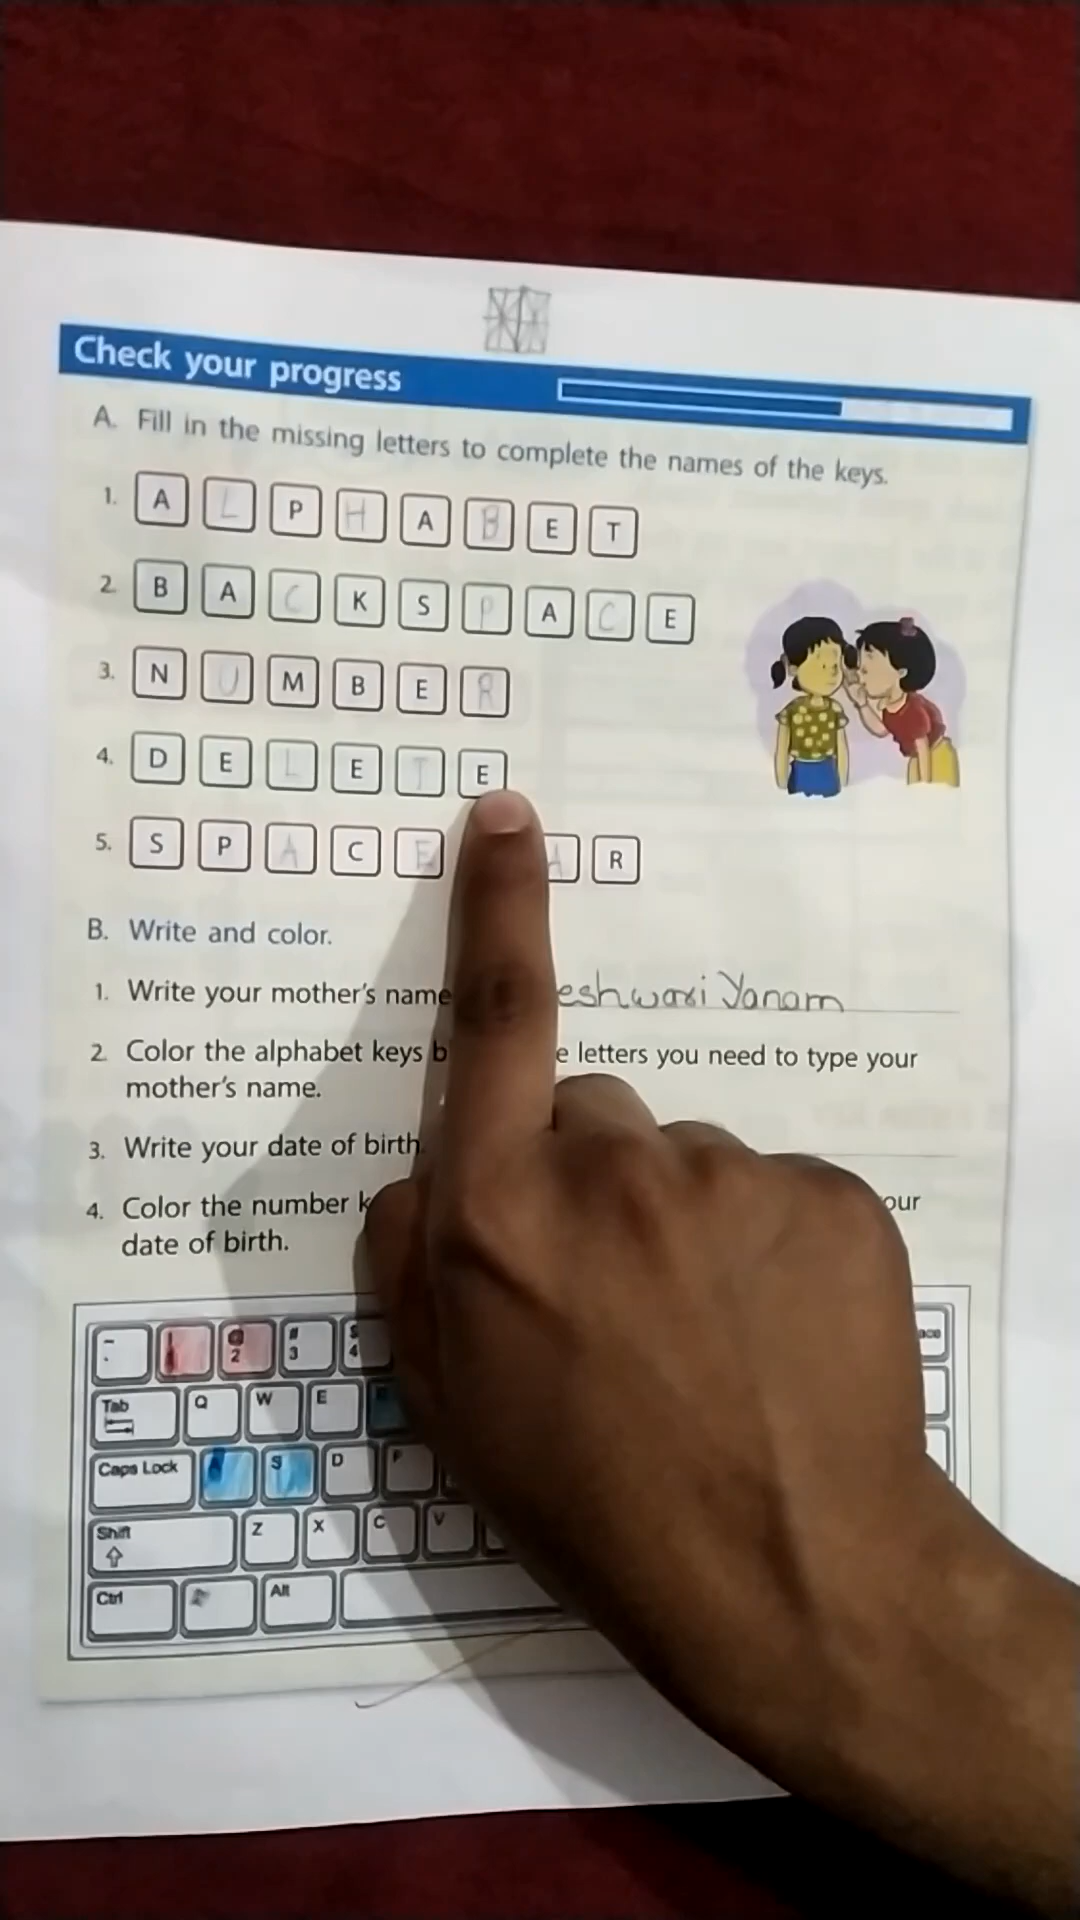 Check your progress
A. Fill in the missing letters to complete the names of the keys.
1. A L P H A B E T
2. B A C K S P A C E
3. N U M B E R
4. D E L E T E
5. S P A C E A R
B. Write and color.
1. Write your mother's name eshwari Yanam
2. Color the alphabet keys b e letters you need to type your
mother's name.
3. Write your date of birth.
4. Color the number k our
date of birth.
@ # $
2 3 4
Tab Q W E
Caps Lock S D F
Shift Z X C V
Ctrl Alt